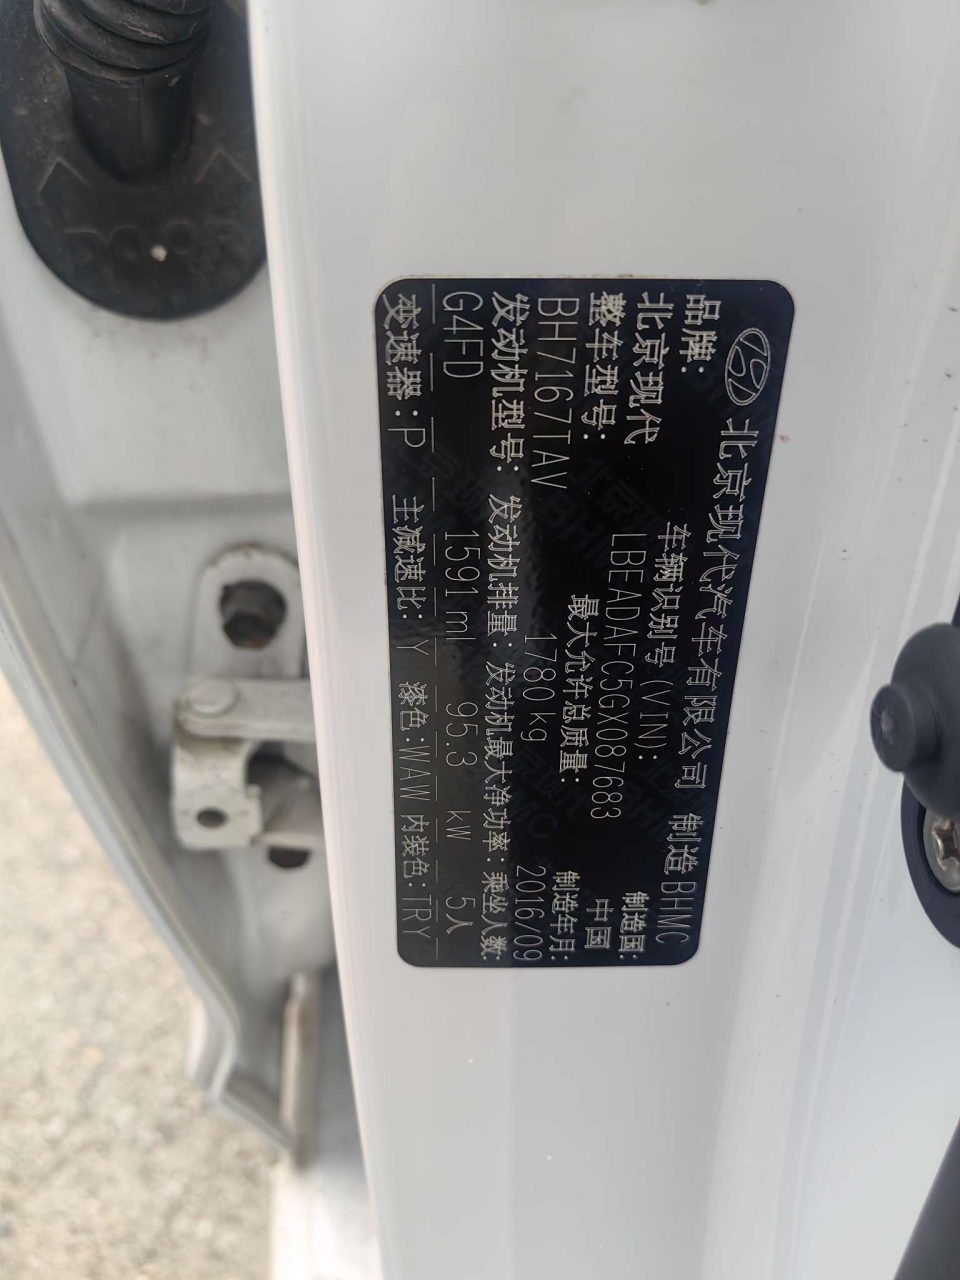 北京现代汽车有限公司 制造 BHMC
品牌: 车辆识别号 (VIN): 制造国:
北京现代 LBEADAFC5GX087683 中国
整车型号: 最大允许总质量: 制造年月:
BH7167TAV 1780kg 2016/09
发动机型号: 发动机排量: 发动机最大净功率: 乘坐人数:
G4FD 1591ml 95.3 kW 5人
变速器:P 主减速比: Y 漆色:WAW 内装色:TRY